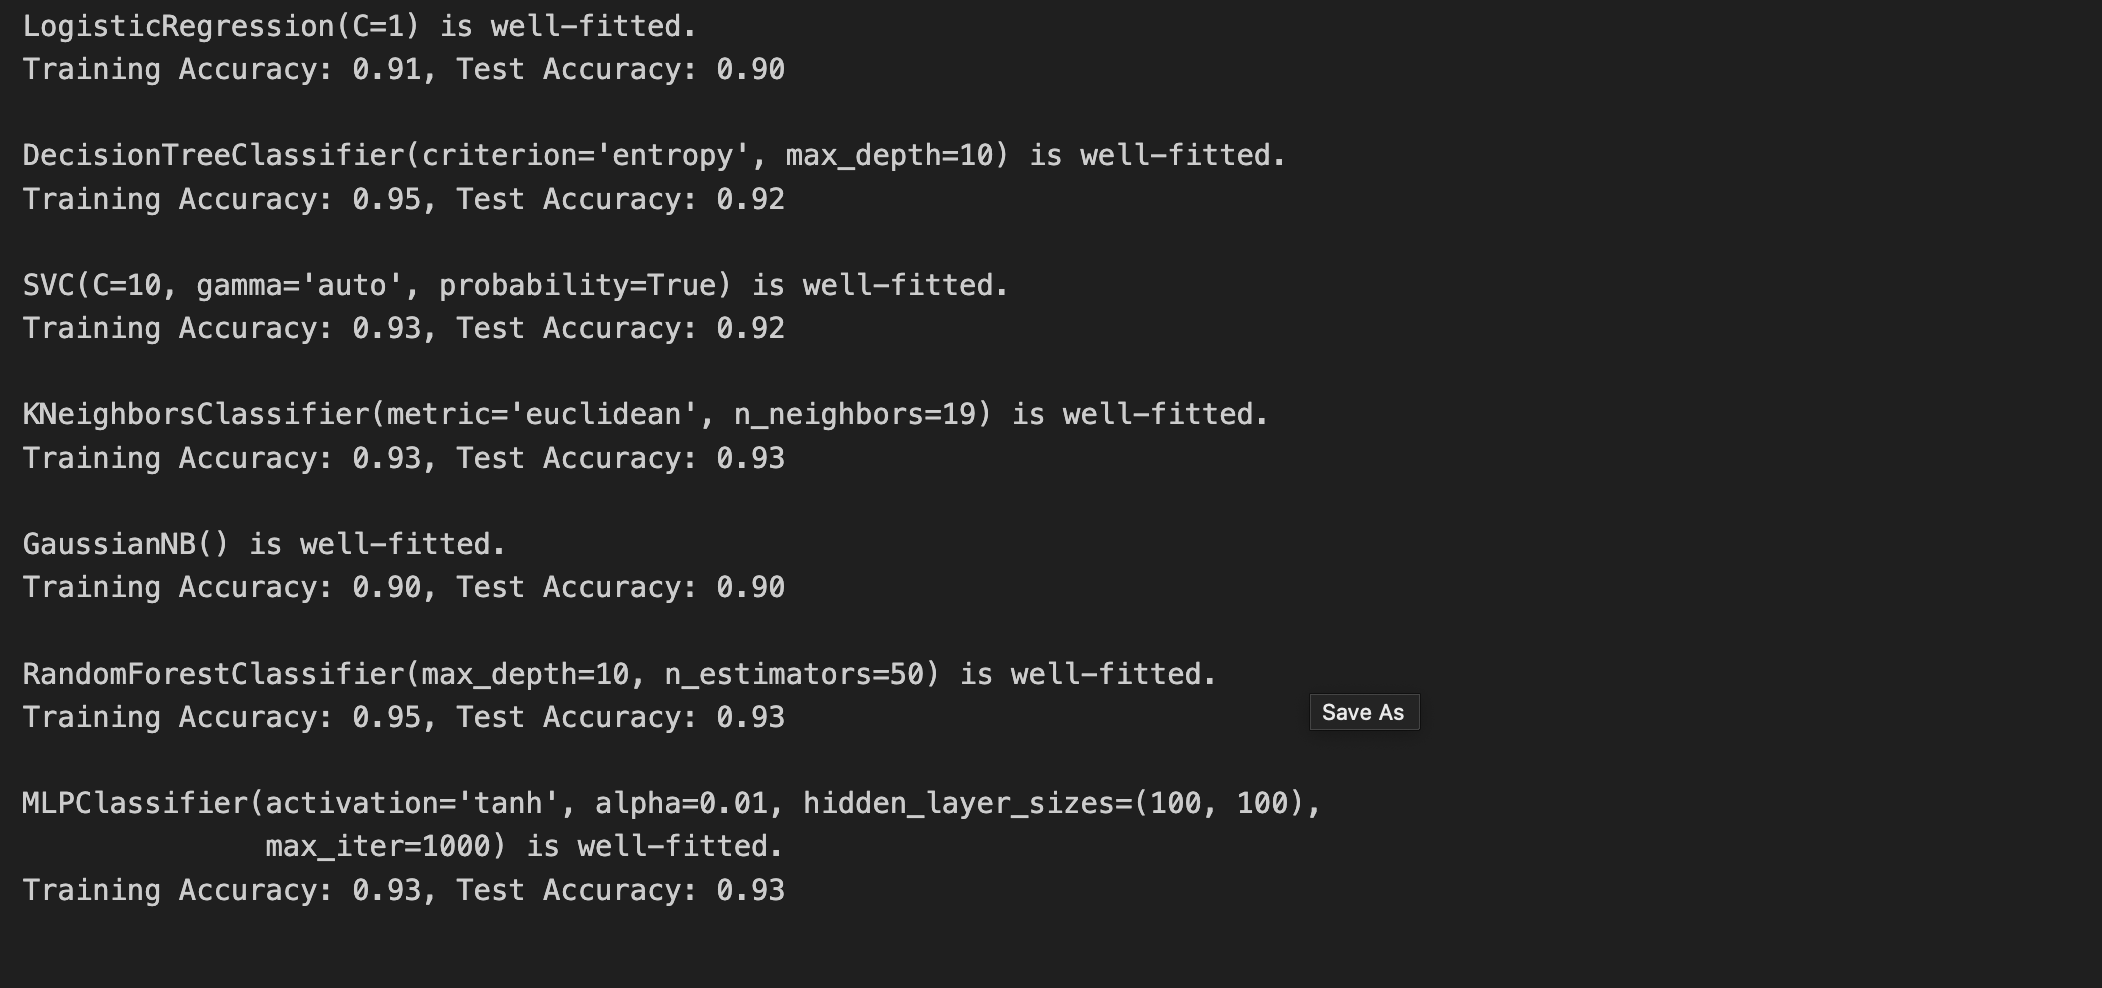 LogisticRegression(C=1) is well-fitted.
Training Accuracy: 0.91, Test Accuracy: 0.90
DecisionTreeClassifier(criterion='entropy', max_depth=10) is well-fitted.
Training Accuracy: 0.95, Test Accuracy: 0.92
SVC(C=10, gamma='auto', probability=True) is well-fitted.
Training Accuracy: 0.93, Test Accuracy: 0.92
KNeighborsClassifier(metric='euclidean', n_neighbors=19) is well-fitted.
Training Accuracy: 0.93, Test Accuracy: 0.93
GaussianNB() is well-fitted.
Training Accuracy: 0.90, Test Accuracy: 0.90
RandomForestClassifier(max_depth=10, n_estimators=50) is well-fitted.
Training Accuracy: 0.95, Test Accuracy: 0.93
Save As
MLPClassifier(activation='tanh', alpha=0.01, hidden_layer_sizes=(100, 100),
max_iter=1000) is well-fitted.
Training Accuracy: 0.93, Test Accuracy: 0.93